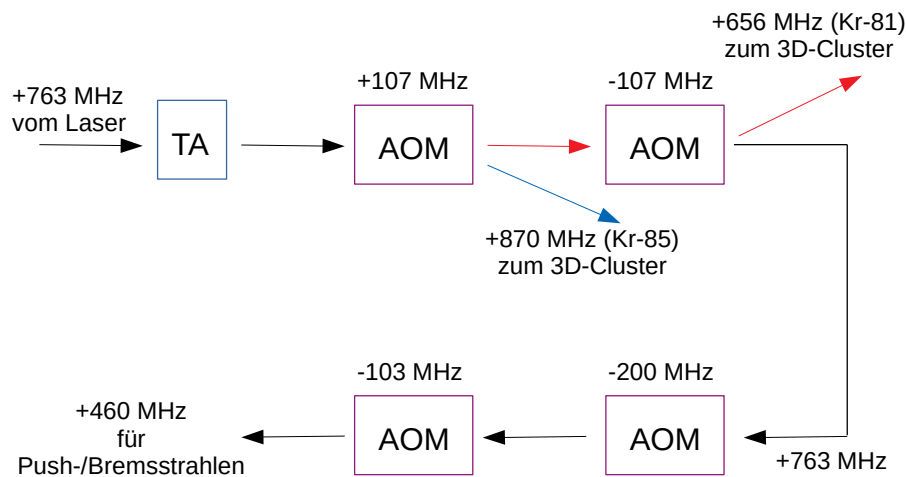 +656 MHz (Kr-81)
zum 3D-Cluster
+763 MHz
vom Laser
TA
+107 MHz
AOM
-107 MHz
AOM
+870 MHz (Kr-85)
zum 3D-Cluster
-103 MHz
AOM
-200 MHz
AOM
+763 MHz
+460 MHz
für
Push-/Bremsstrahlen